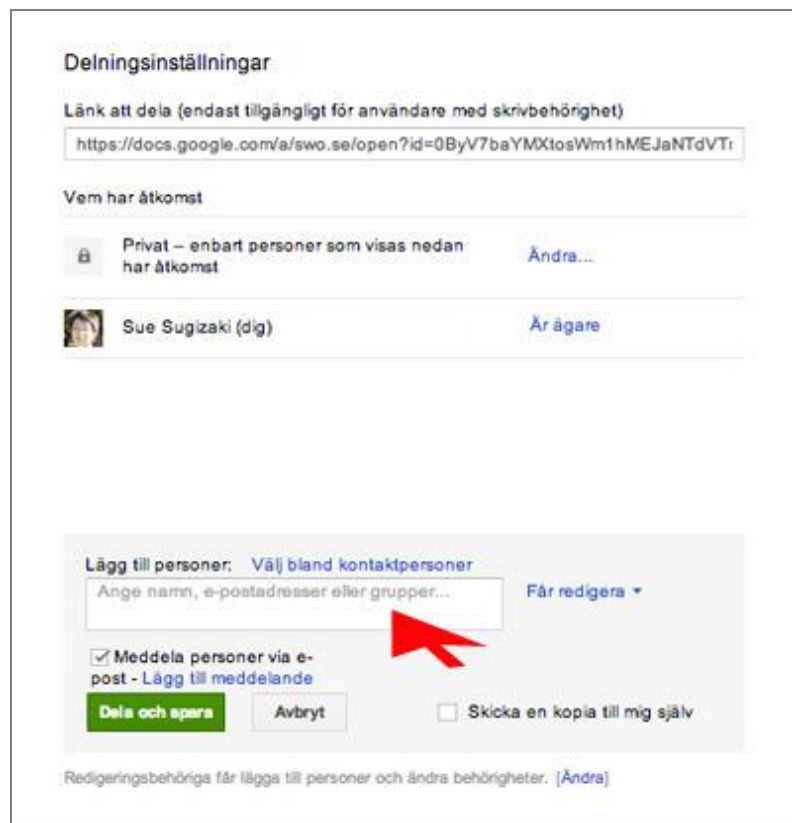 Delningsinställningar
Länk att dela (endast tillgängligt för användare med skrivbehörighet)
https://docs.google.com/a/swo.se/open?id=0ByV7baYMXtosWm1hMEJaNTdVTr
Vem har åtkomst
Privat – enbart personer som visas nedan
har åtkomst
Ändra...
Sue Sugizaki (dig)
Är ägare
Lägg till personer: Välj bland kontaktpersoner
Ange namn, e-postadresser eller grupper...
Får redigera
Meddela personer via e-
post - Lägg till meddelande
Dela och spara
Avbryt
Skicka en kopia till mig själv
Redigeringsbehöriga får lägga till personer och ändra behörigheter. [Ändra]